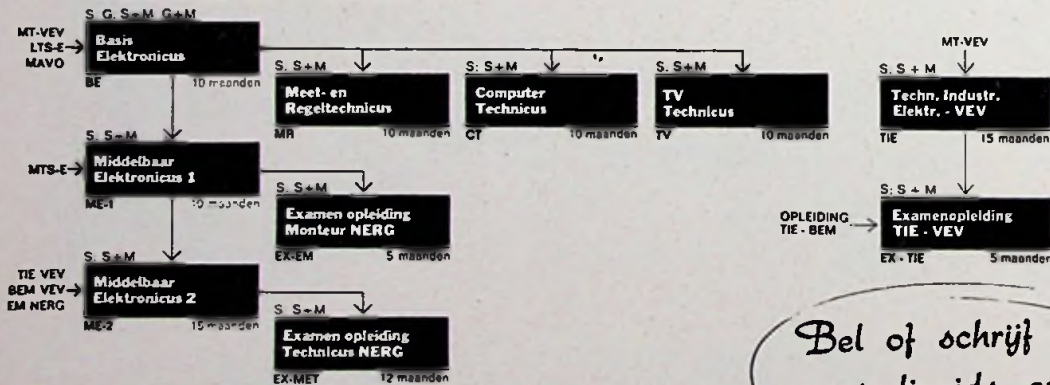 S G. S+M G+M
MT-VEV
LTS-E
MAVO
Basis
Elektronicus
BE 10 maanden
S. S+M
Meet- en
Regeltechnicus
MR 10 maanden
S: S+M
Computer
Technicus
CT 10 maanden
S. S+M
TV
Technicus
TV 10 maanden
MT-VEV
S. S + M
Techn. Industr.
Elektr. - VEV
TIE 15 maanden
S. S+M
MTS-E
Middelbaar
Elektronicus 1
ME-1 10 maanden
S. S+M
Examen opleiding
Monteur NERG
EX-EM 5 maanden
S: S + M
OPLEIDING
TIE - BEM
Examenopleiding
TIE - VEV
EX - TIE 5 maanden
S. S+M
TIE VEV
BEM VEV
EM NERG
Middelbaar
Elektronicus 2
ME-2 15 maanden
S S+M
Examen opleiding
Technicus NERG
EX-MET 12 maanden
Bel of schrijf